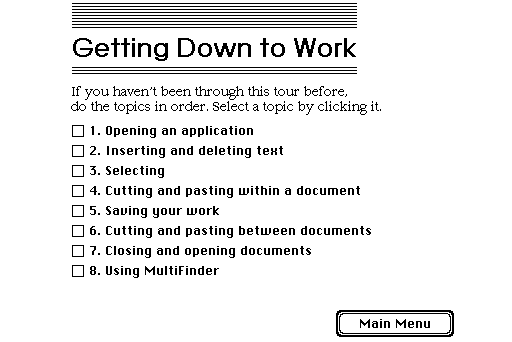 Getting Down to Work
If you haven't been through this tour before,
do the topics in order. Select a topic by clicking it.
1. Opening an application
2. Inserting and deleting text
3. Selecting
4. Cutting and pasting within a document
5. Saving your work
6. Cutting and pasting between documents
7. Closing and opening documents
8. Using MultiFinder
Main Menu